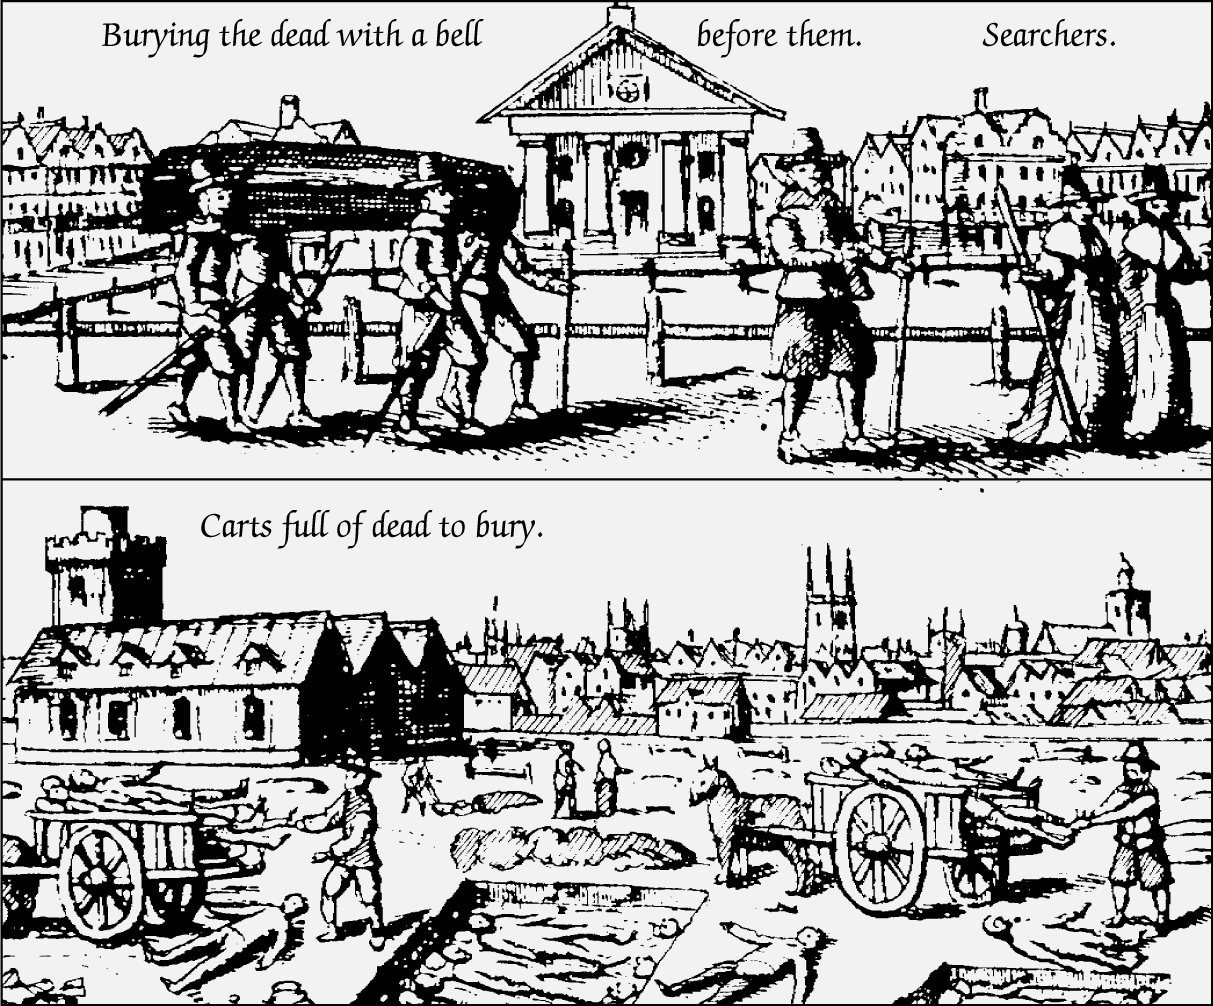 Burying the dead with a bell before them. Searchers.
Carts full of dead to bury.